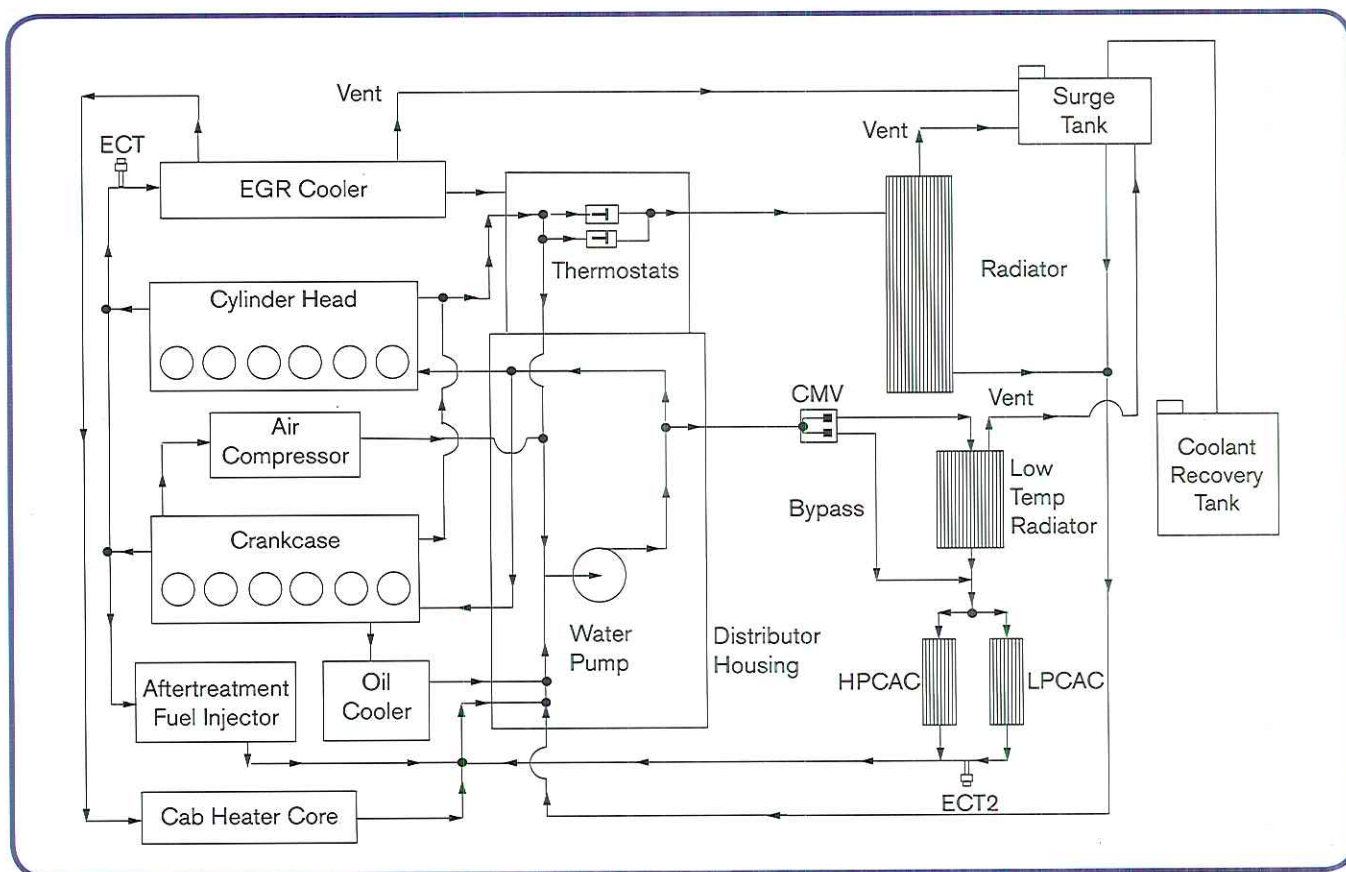 Vent
Surge
Tank
ECT
Vent
EGR Cooler
Thermostats
Radiator
Cylinder Head
CMV
Vent
Air
Compressor
Low
Temp
Radiator
Coolant
Recovery
Tank
Bypass
Crankcase
Water
Pump
Distributor
Housing
HPCAC
LPCAC
Oil
Cooler
Aftertreatment
Fuel Injector
ECT2
Cab Heater Core